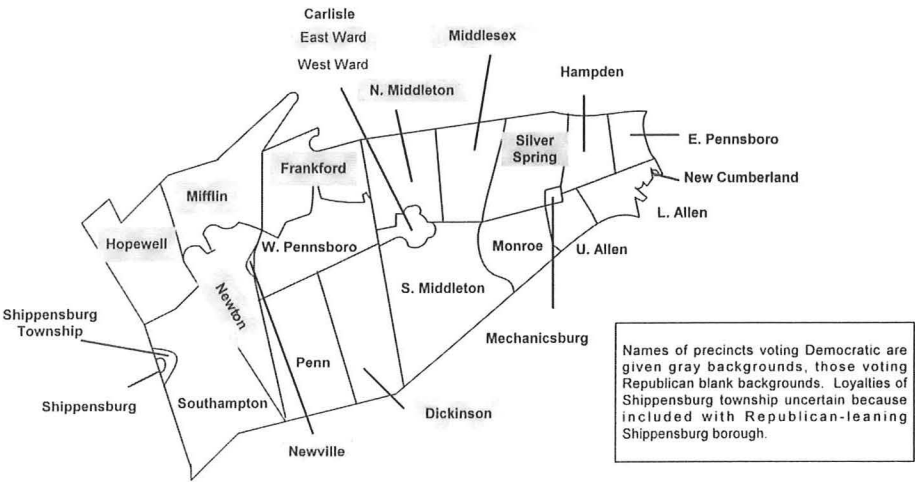 Carlisle
East Ward
West Ward
Middlesex
Hampden
N. Middleton
E. Pennsboro
Silver
Spring
Frankford
New Cumberland
Mifflin
L. Allen
Hopewell
W. Pennsboro
Monroe
U. Allen
S. Middleton
Newton
Shippensburg
Township
Mechanicsburg
Penn
Shippensburg
Southampton
Dickinson
Newville
Names of precincts voting Democratic are
given gray backgrounds, those voting
Republican blank backgrounds. Loyalties of
Shippensburg township uncertain because
included with Republican-leaning
Shippensburg borough.